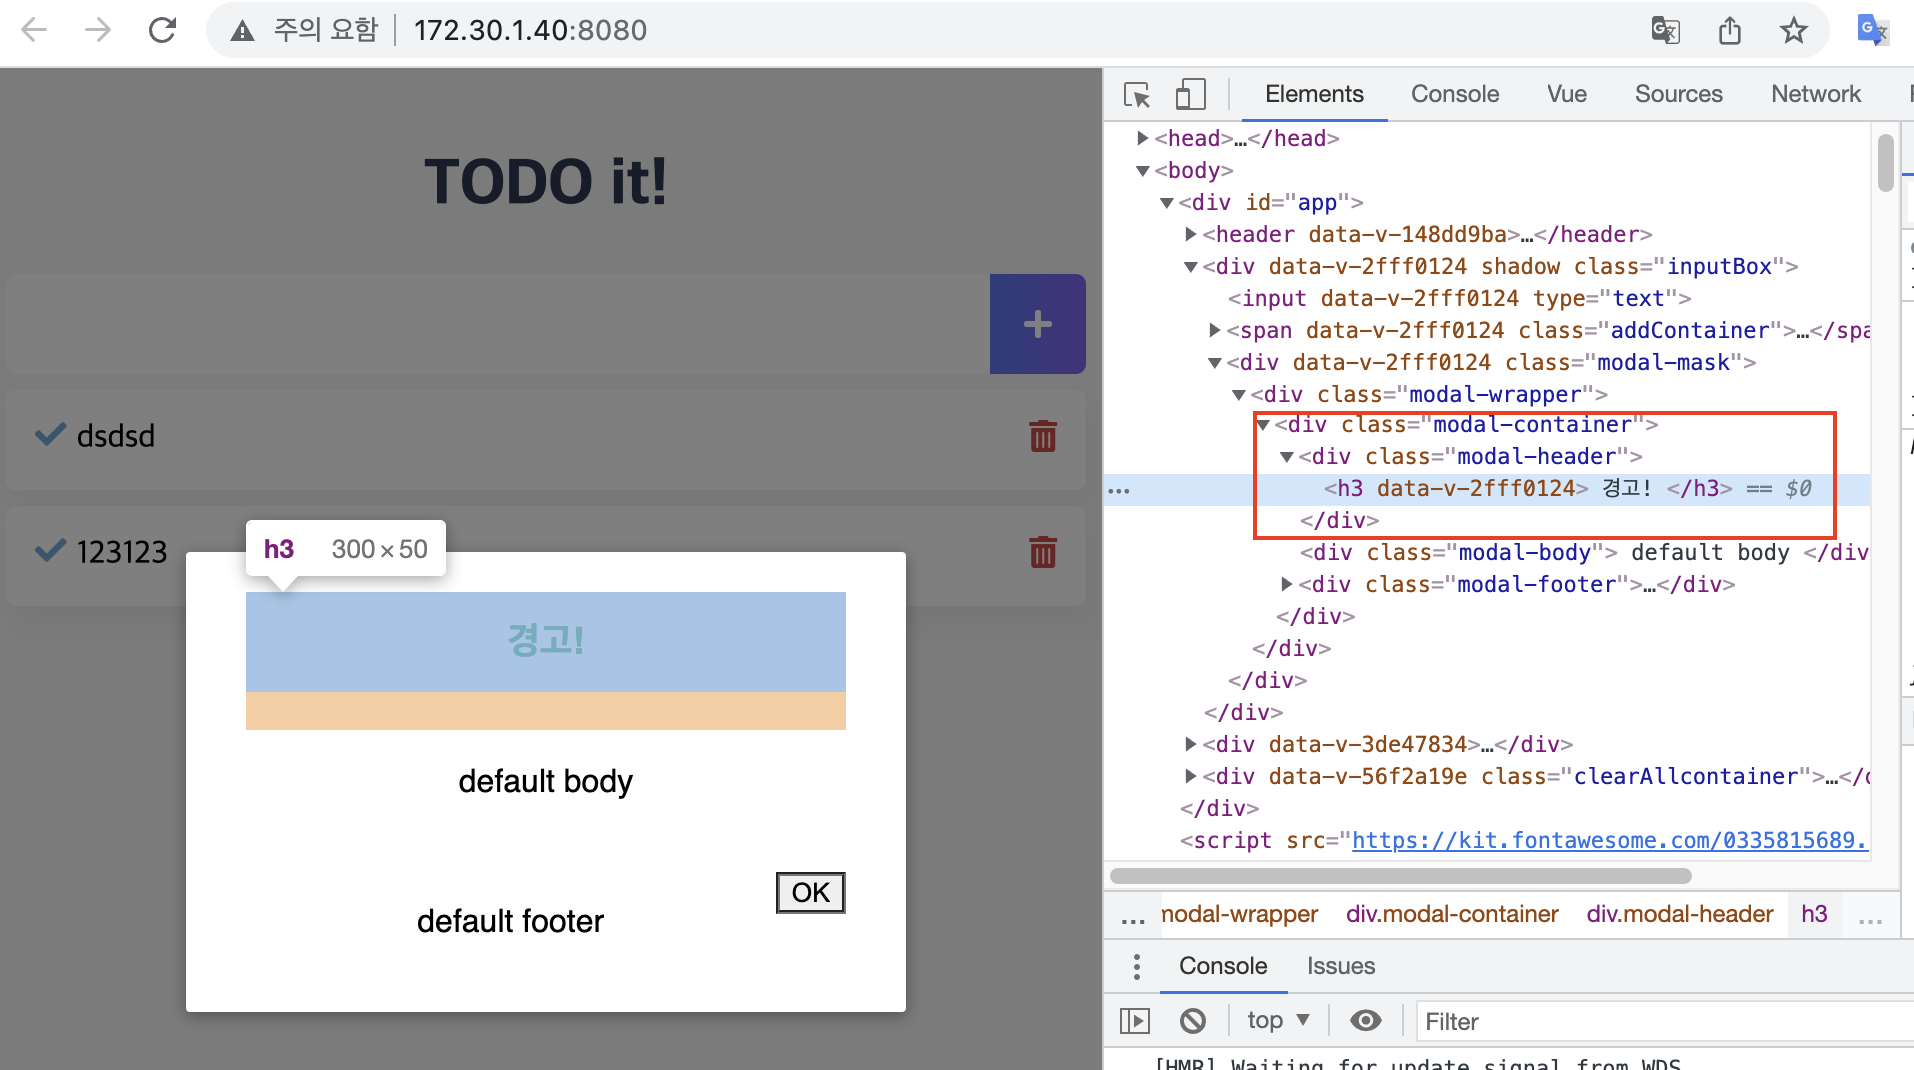 주의 요함 172.30.1.40:8080
TODO it!
dsdsd
123123
h3 300 × 50
경고!
default body
OK
default footer
Elements Console Vue Sources Network
<head>…</head>
<body>
<div id="app">
<header data-v-148dd9ba>…</header>
<div data-v-2fff0124 shadow class="inputBox">
<input data-v-2fff0124 type="text">
<span data-v-2fff0124 class="addContainer">…</spa
<div data-v-2fff0124 class="modal-mask">
<div class="modal-wrapper">
<div class="modal-container">
<div class="modal-header">
… <h3 data-v-2fff0124> 경고! </h3> == $0
</div>
<div class="modal-body"> default body </div
<div class="modal-footer">…</div>
</div>
</div>
</div>
</div>
<div data-v-3de47834>…</div>
<div data-v-56f2a19e class="clearAllcontainer">…</d
</div>
<script src="https://kit.fontawesome.com/0335815689.
… modal-wrapper div.modal-container div.modal-header h3 …
Console Issues
top Filter
[HMR] Waiting for update signal from WDS